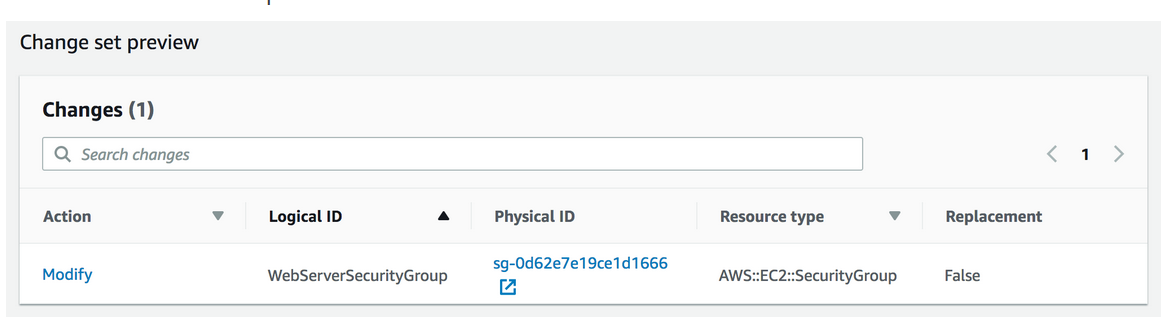 Change set preview
Changes (1)
Search changes
1
Action Logical ID Physical ID Resource type Replacement
Modify WebServerSecurityGroup sg-0d62e7e19ce1d1666 AWS::EC2::SecurityGroup False